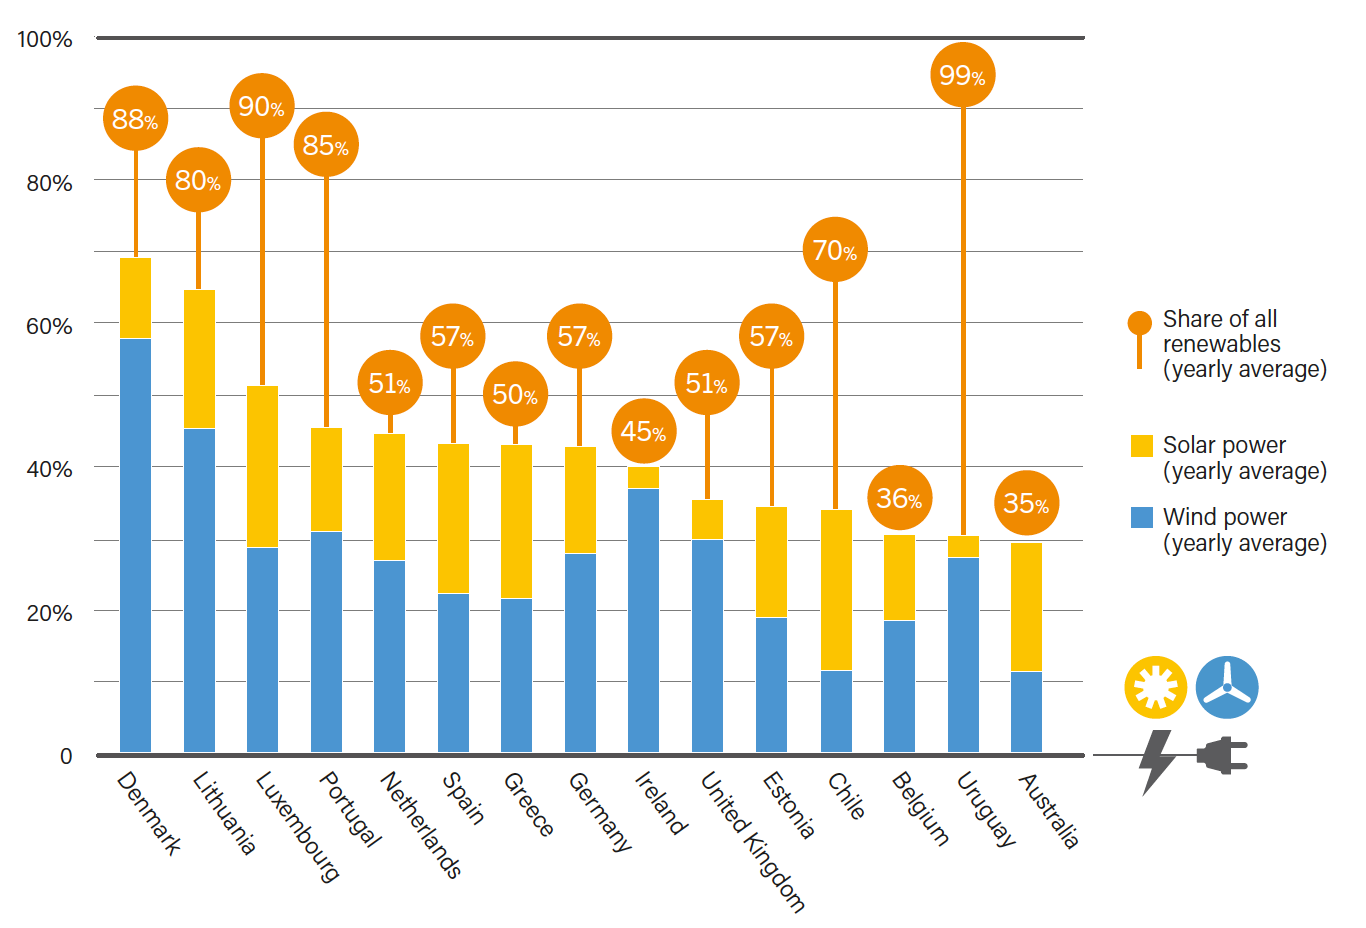 100%
80%
60%
40%
20%
0
88%
80%
90%
85%
51%
57%
50%
57%
45%
51%
57%
70%
36%
99%
35%
Denmark
Lithuania
Luxembourg
Portugal
Netherlands
Spain
Greece
Germany
Ireland
United Kingdom
Estonia
Chile
Belgium
Uruguay
Australia
Share of all
renewables
(yearly average)
Solar power
(yearly average)
Wind power
(yearly average)